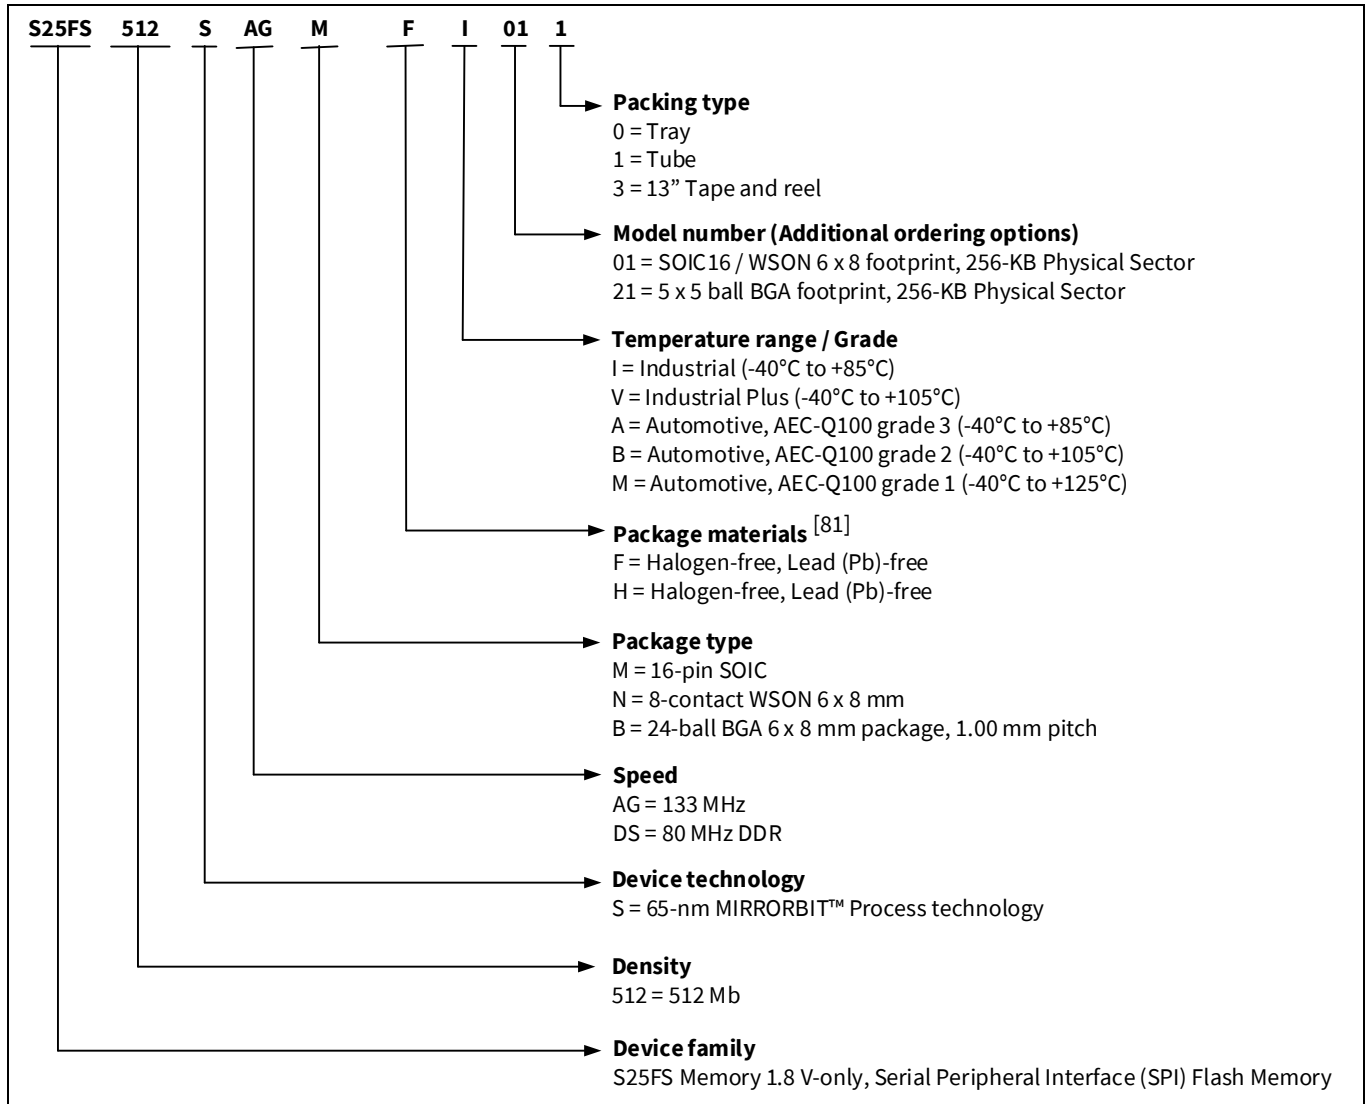 S25FS 512 S AG M F I 01 1
Packing type
0 = Tray
1 = Tube
3 = 13” Tape and reel
Model number (Additional ordering options)
01 = SOIC16 / WSON 6 x 8 footprint, 256-KB Physical Sector
21 = 5 x 5 ball BGA footprint, 256-KB Physical Sector
Temperature range / Grade
I = Industrial (-40°C to +85°C)
V = Industrial Plus (-40°C to +105°C)
A = Automotive, AEC-Q100 grade 3 (-40°C to +85°C)
B = Automotive, AEC-Q100 grade 2 (-40°C to +105°C)
M = Automotive, AEC-Q100 grade 1 (-40°C to +125°C)
Package materials [81]
F = Halogen-free, Lead (Pb)-free
H = Halogen-free, Lead (Pb)-free
Package type
M = 16-pin SOIC
N = 8-contact WSON 6 x 8 mm
B = 24-ball BGA 6 x 8 mm package, 1.00 mm pitch
Speed
AG = 133 MHz
DS = 80 MHz DDR
Device technology
S = 65-nm MIRRORBIT™ Process technology
Density
512 = 512 Mb
Device family
S25FS Memory 1.8 V-only, Serial Peripheral Interface (SPI) Flash Memory